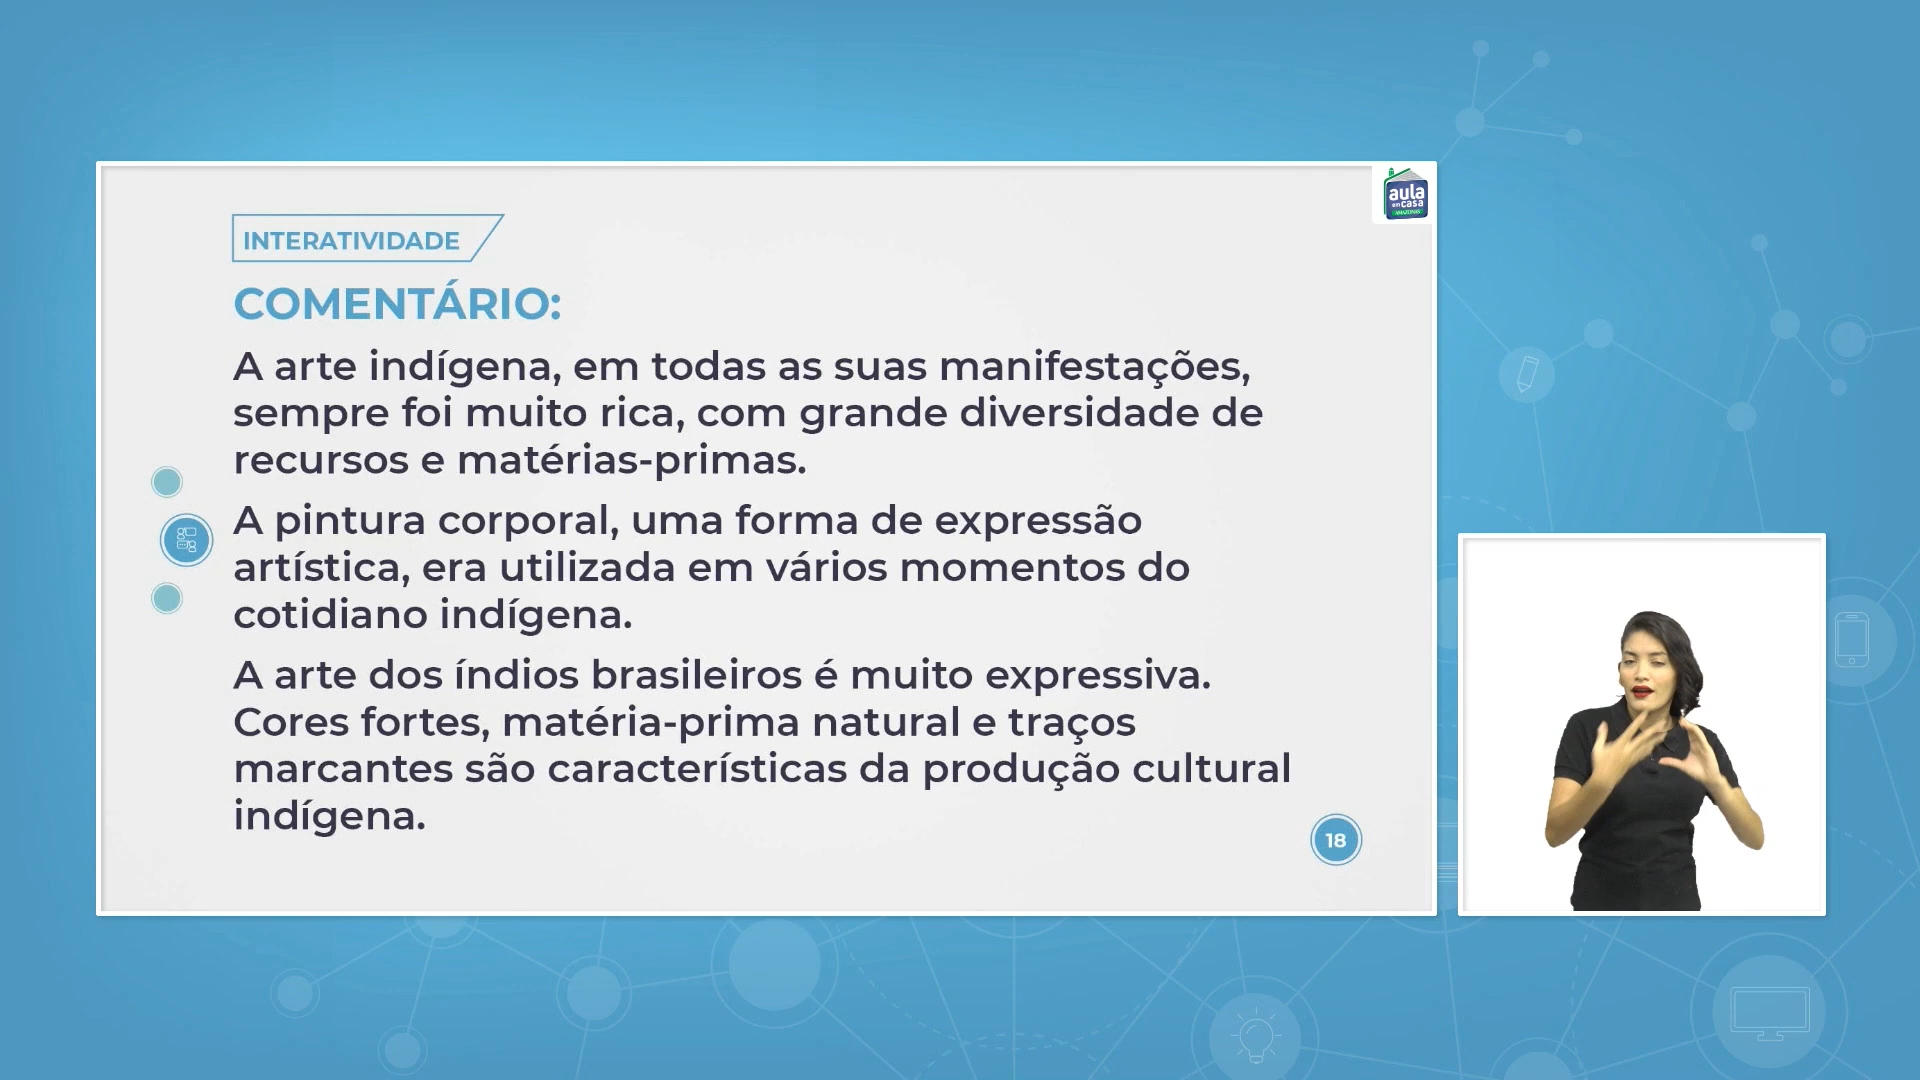 aula
em casa
AMAZONAS
INTERATIVIDADE
COMENTÁRIO:
A arte indígena, em todas as suas manifestações,
sempre foi muito rica, com grande diversidade de
recursos e matérias-primas.
A pintura corporal, uma forma de expressão
artística, era utilizada em vários momentos do
cotidiano indígena.
A arte dos índios brasileiros é muito expressiva.
Cores fortes, matéria-prima natural e traços
marcantes são características da produção cultural
indígena.
18